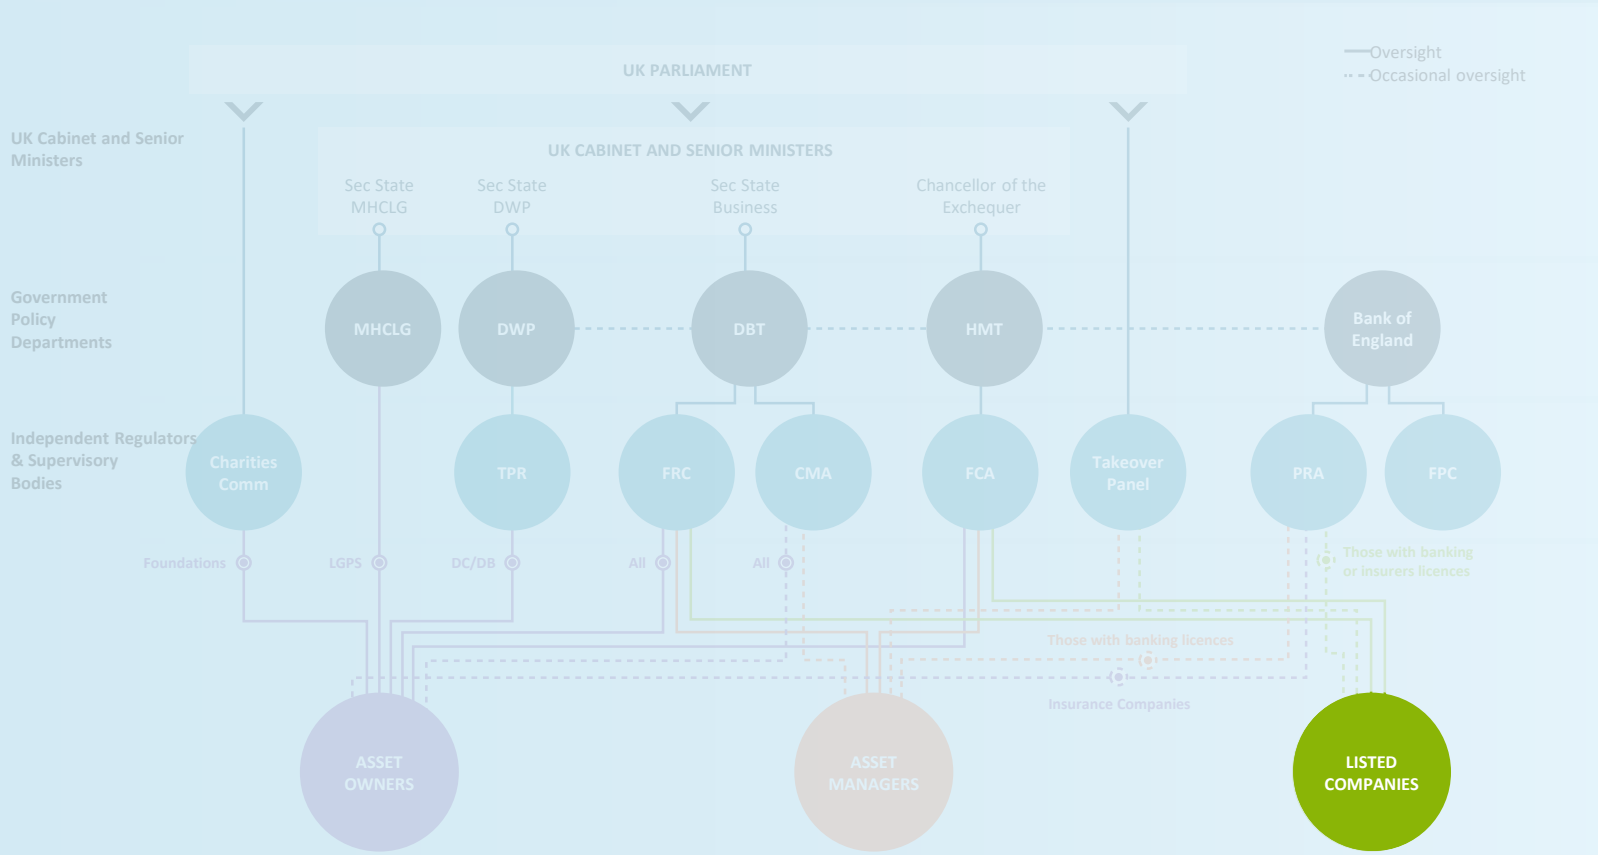 UK PARLIAMENT
Oversight
Occasional oversight
UK Cabinet and Senior
Ministers
UK CABINET AND SENIOR MINISTERS
Sec State
MHCLG
Sec State
DWP
Sec State
Business
Chancellor of the
Exchequer
Government
Policy
Departments
MHCLG
DWP
DBT
HMT
Bank of
England
Independent Regulators
& Supervisory
Bodies
Charities
Comm
TPR
FRC
CMA
FCA
Takeover
Panel
PRA
FPC
Foundations
LGPS
DC/DB
All
All
Those with banking
or insurers licences
Those with banking licences
Insurance Companies
ASSET
OWNERS
ASSET
MANAGERS
LISTED
COMPANIES